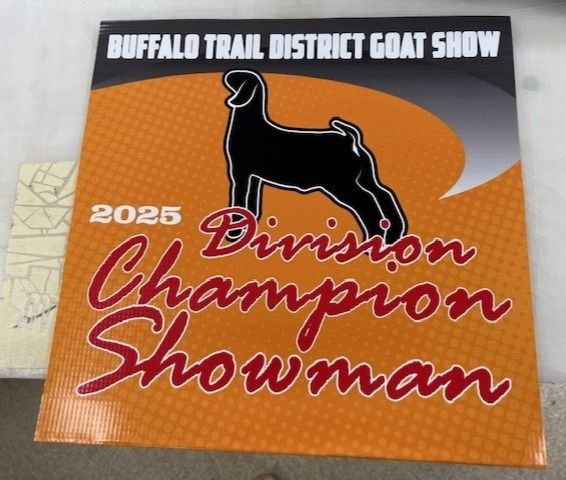 BUFFALO TRAIL DISTRICT GOAT SHOW
2025 Division
Champion
Showman